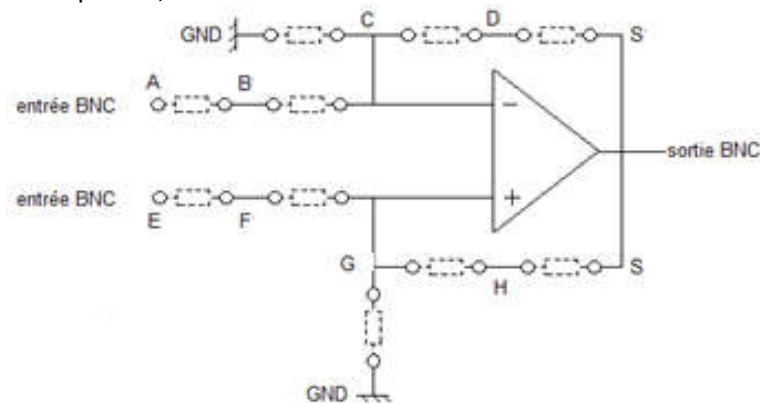 C D
GND S
A B
entrée BNC
−
sortie BNC
entrée BNC
+
E F
G S
H
GND